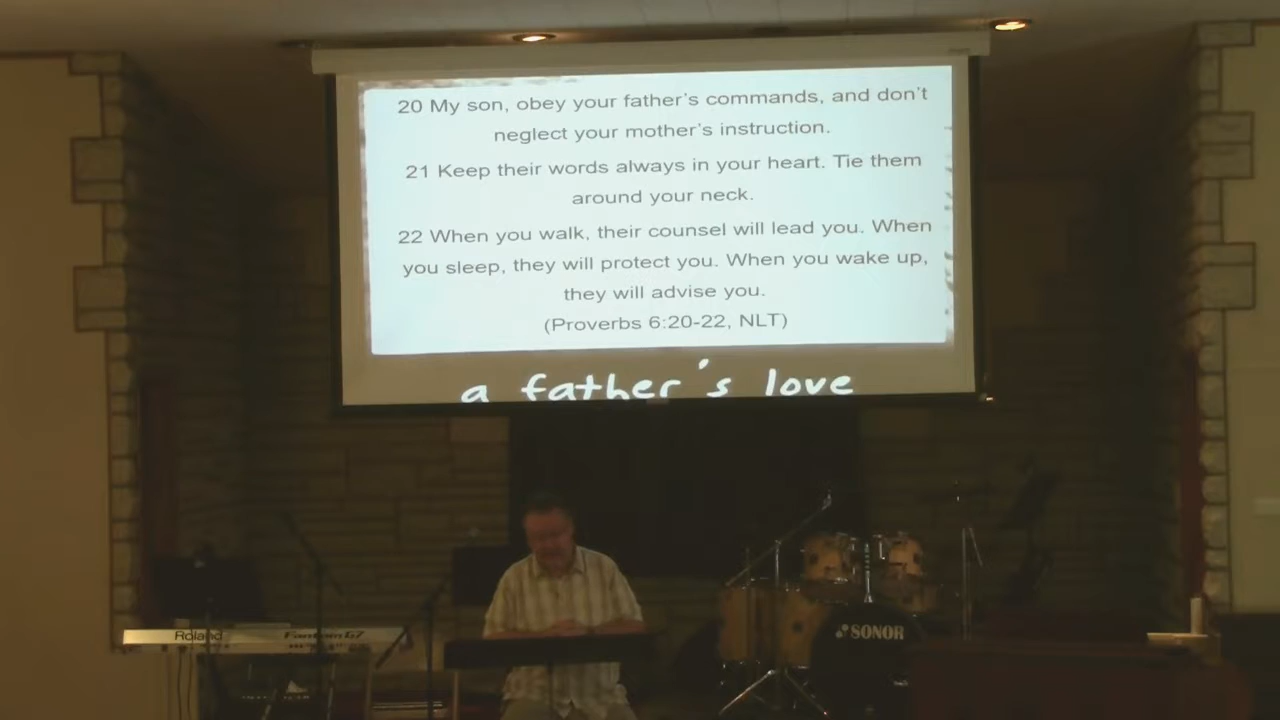 20 My son, obey your father's commands, and don't
neglect your mother's instruction.
21 Keep their words always in your heart. Tie them
around your neck.
22 When you walk, their counsel will lead you. When
you sleep, they will protect you. When you wake up,
they will advise you.
(Proverbs 6:20-22, NLT)
a father's love
Roland Fantom G7
SONOR